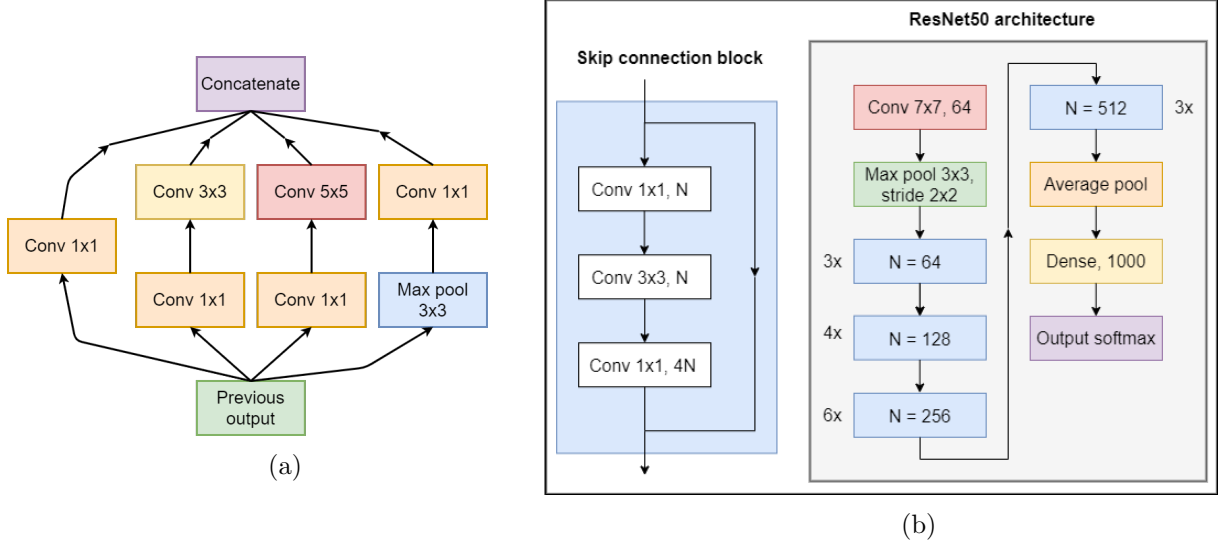 Concatenate
Conv 3x3
Conv 5x5
Conv 1x1
Conv 1x1
Conv 1x1
Conv 1x1
Max pool
3x3
Previous
output
(a)
Skip connection block
Conv 1x1, N
Conv 3x3, N
Conv 1x1, 4N
ResNet50 architecture
Conv 7x7, 64
Max pool 3x3,
stride 2x2
3x
N = 64
4x
N = 128
6x
N = 256
N = 512
3x
Average pool
Dense, 1000
Output softmax
(b)